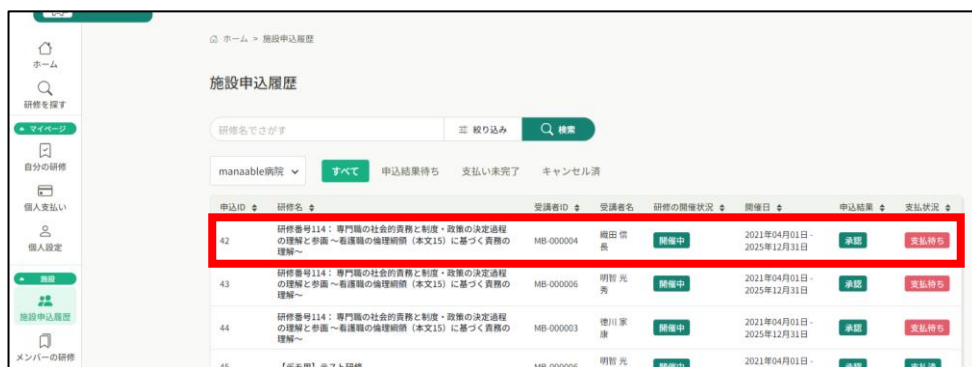 ホーム > 施設申込履歴
ホーム
研修を探す
マイページ
自分の研修
個人支払い
個人設定
施設
施設申込履歴
メンバーの研修
施設申込履歴
研修名でさがす 絞り込み 検索
manaable病院 すべて 申込結果待ち 支払い未完了 キャンセル済
申込ID 研修名 受講者ID 受講者名 研修の開催状況 開催日 申込結果 支払状況
42 研修番号114： 専門職の社会的責務と制度・政策の決定過程
の理解と参画 ～看護職の倫理綱領（本文15）に基づく責務の
理解～
MB-000004 織田 信
長
開催中 2021年04月01日 -
2025年12月31日
承認 支払待ち
43 研修番号114： 専門職の社会的責務と制度・政策の決定過程
の理解と参画 ～看護職の倫理綱領（本文15）に基づく責務の
理解～
MB-000006 明智 光
秀
開催中 2021年04月01日 -
2025年12月31日
承認 支払待ち
44 研修番号114： 専門職の社会的責務と制度・政策の決定過程
の理解と参画 ～看護職の倫理綱領（本文15）に基づく責務の
理解～
MB-000003 徳川 家
康
開催中 2021年04月01日 -
2025年12月31日
承認 支払待ち
45 【デモ用】テスト研修 MB-000006 明智 光 開催中 2021年04月01日 - 承認 支払済